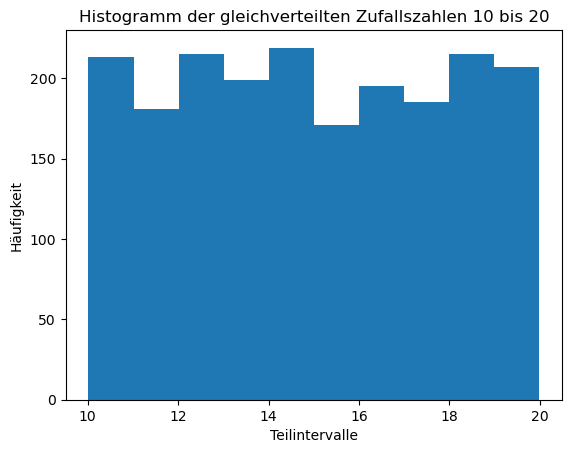 Histogramm der gleichverteilten Zufallszahlen 10 bis 20
200
150
100
50
0
Häufigkeit
10 12 14 16 18 20
Teilintervalle